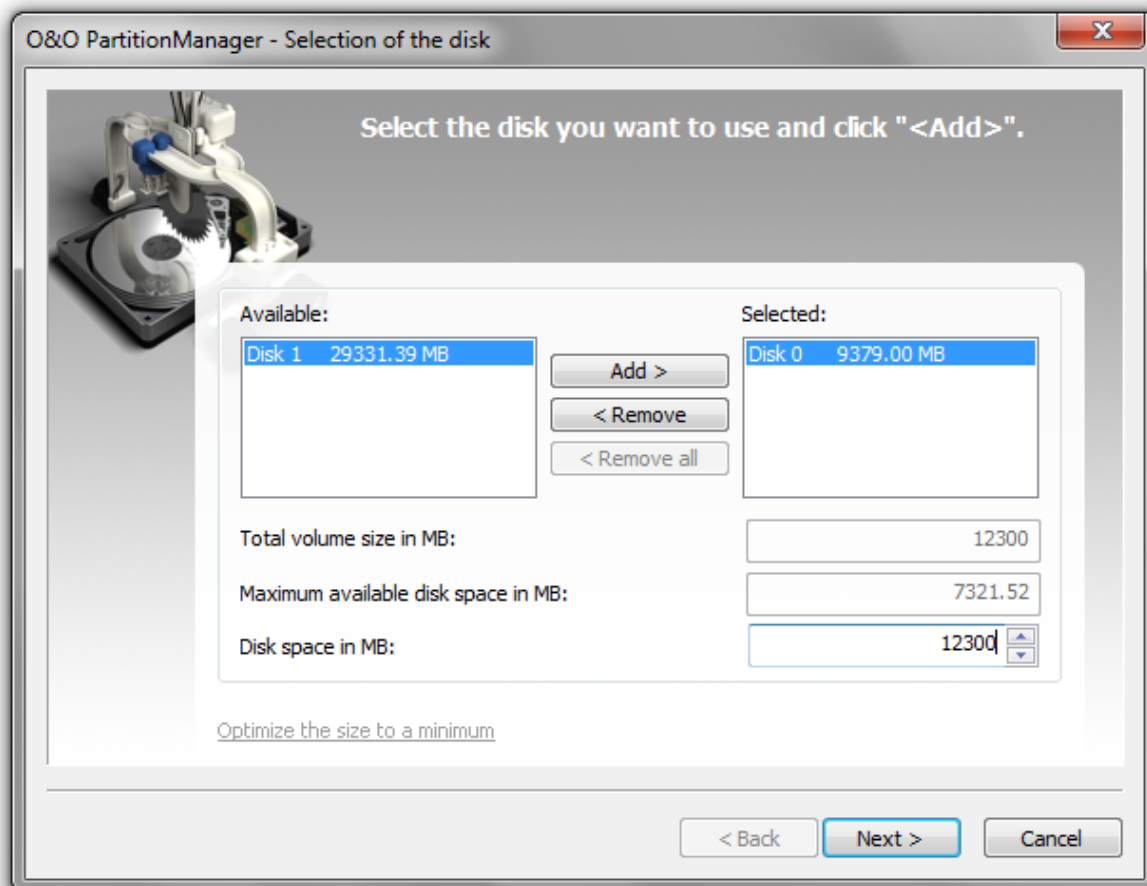 O&O PartitionManager - Selection of the disk
Select the disk you want to use and click "<Add>".
Available:
Selected:
Disk 1 29331.39 MB
Disk 0 9379.00 MB
Add >
< Remove
< Remove all
Total volume size in MB:
12300
Maximum available disk space in MB:
7321.52
Disk space in MB:
12300
Optimize the size to a minimum
< Back
Next >
Cancel